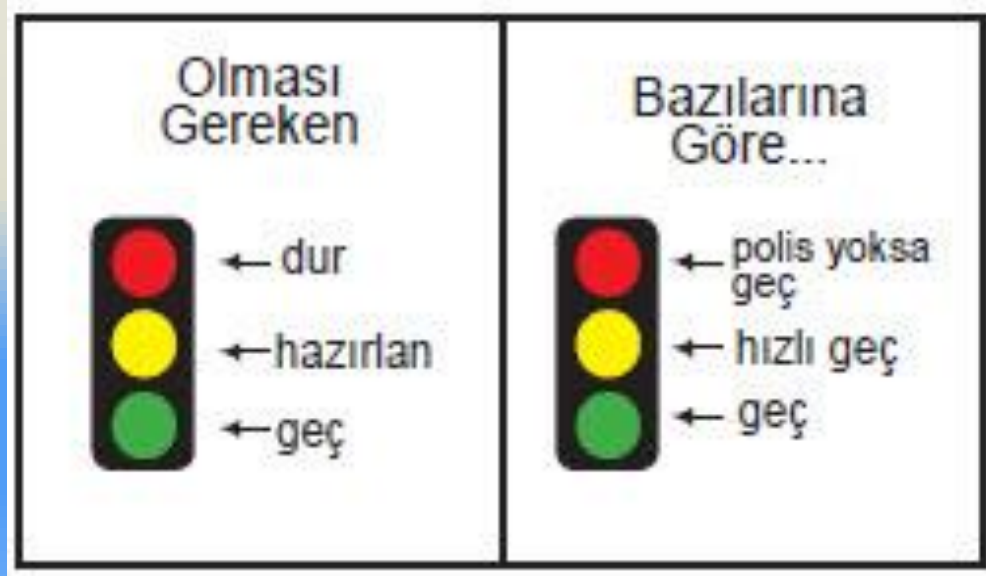 Olması
Gereken
dur
hazırlan
geç
Bazılarına
Göre...
polis yoksa
geç
hızlı geç
geç